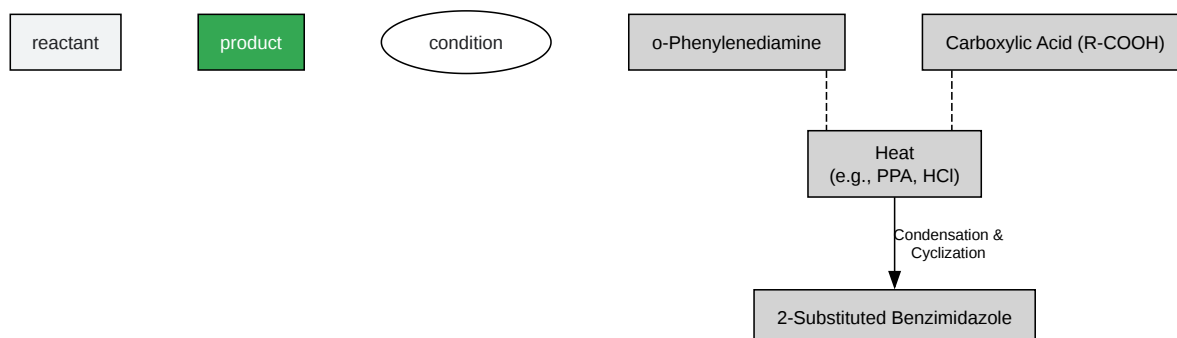 reactant
product
condition
o-Phenylenediamine
Carboxylic Acid (R-COOH)
Heat
(e.g., PPA, HCl)
Condensation &
Cyclization
2-Substituted Benzimidazole